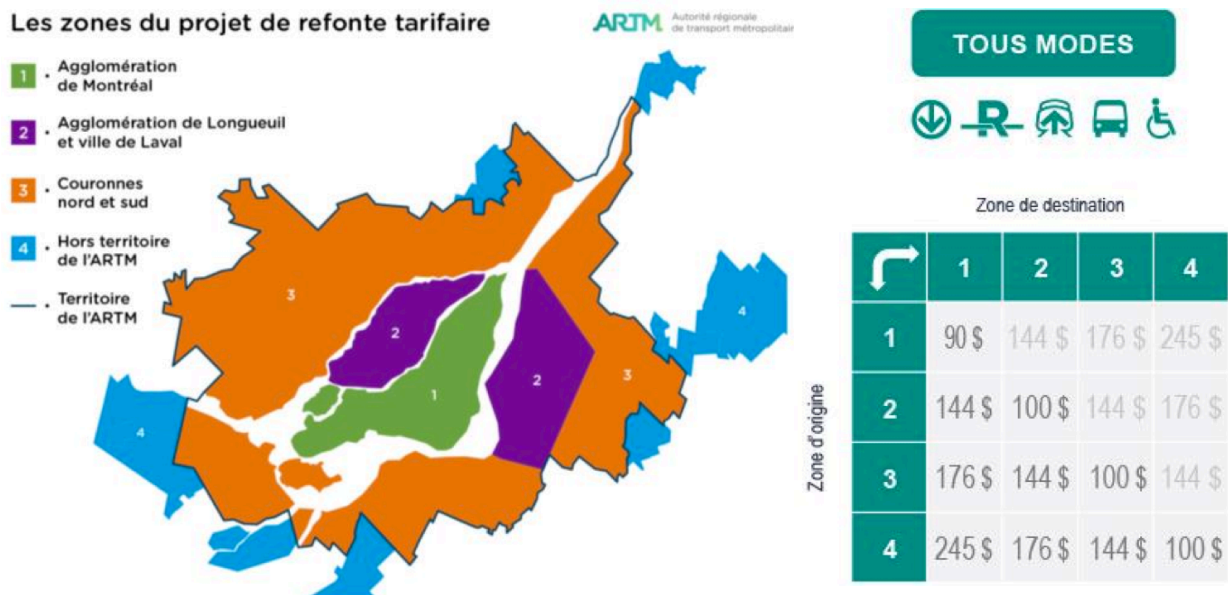 Les zones du projet de refonte tarifaire
ARTM Autorité régionale
de transport métropolitain
1 · Agglomération
de Montréal
2 · Agglomération de Longueuil
et ville de Laval
3 · Couronnes
nord et sud
4 · Hors territoire
de l'ARTM
Territoire
de l'ARTM
3
2
1
2
3
4
4
TOUS MODES
R
Zone de destination
Zone d'origine
1 2 3 4
1 90 $ 144 $ 176 $ 245 $
2 144 $ 100 $ 144 $ 176 $
3 176 $ 144 $ 100 $ 144 $
4 245 $ 176 $ 144 $ 100 $